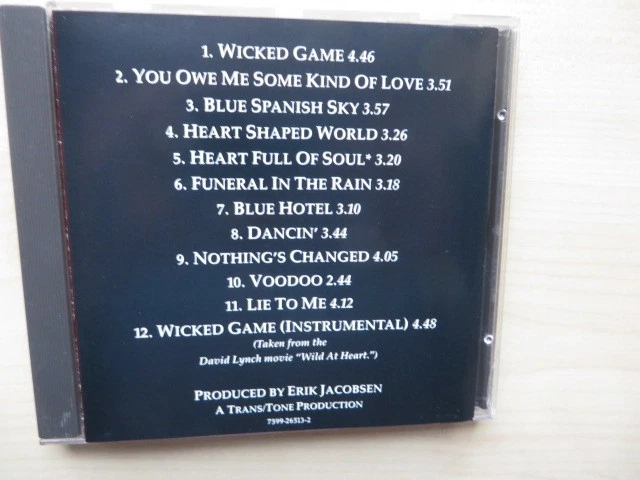 1. WICKED GAME 4.46
2. YOU OWE ME SOME KIND OF LOVE 3.51
3. BLUE SPANISH SKY 3.57
4. HEART SHAPED WORLD 3.26
5. HEART FULL OF SOUL* 3.20
6. FUNERAL IN THE RAIN 3.18
7. BLUE HOTEL 3.10
8. DANCIN' 3.44
9. NOTHING'S CHANGED 4.05
10. VOODOO 2.44
11. LIE TO ME 4.12
12. WICKED GAME (INSTRUMENTAL) 4.48
(Taken from the
David Lynch movie "Wild At Heart.")
PRODUCED BY ERIK JACOBSEN
A TRANS/TONE PRODUCTION
7599-26513-2